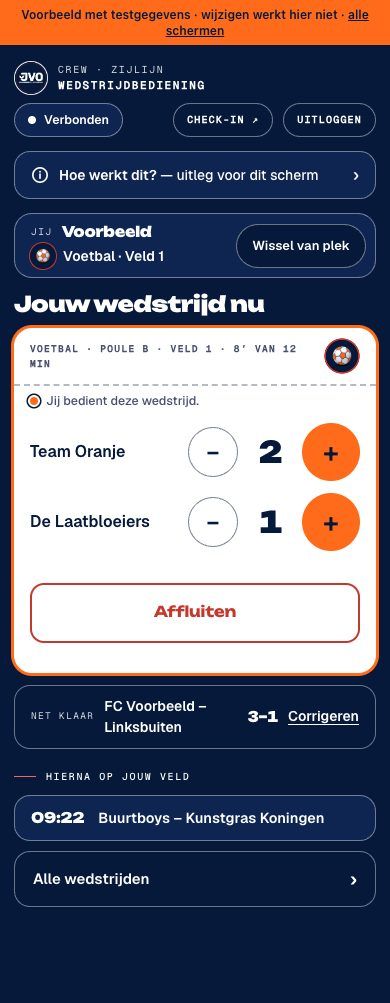 Voorbeeld met testgegevens · wijzigen werkt hier niet · alle
schermen
JVO
CREW · ZIJLIJN
WEDSTRIJDBEDIENING
Verbonden
CHECK-IN ↗
UITLOGGEN
Hoe werkt dit? — uitleg voor dit scherm ›
JIJ Voorbeeld
Voetbal · Veld 1
Wissel van plek
Jouw wedstrijd nu
VOETBAL · POULE B · VELD 1 · 8′ VAN 12
MIN
Jij bedient deze wedstrijd.
Team Oranje − 2 +
De Laatbloeiers − 1 +
Affluiten
NET KLAAR
FC Voorbeeld –
Linksbuiten
3–1 Corrigeren
HIERNA OP JOUW VELD
09:22 Buurtboys – Kunstgras Koningen
Alle wedstrijden ›